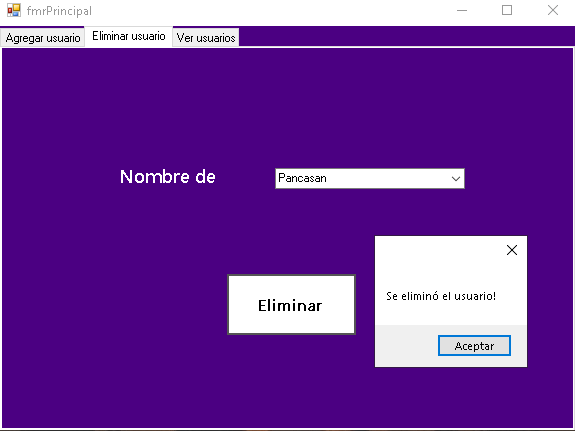 fmrPrincipal
Agregar usuario Eliminar usuario Ver usuarios
Nombre de
Pancasan
Eliminar
Se eliminó el usuario!
Aceptar